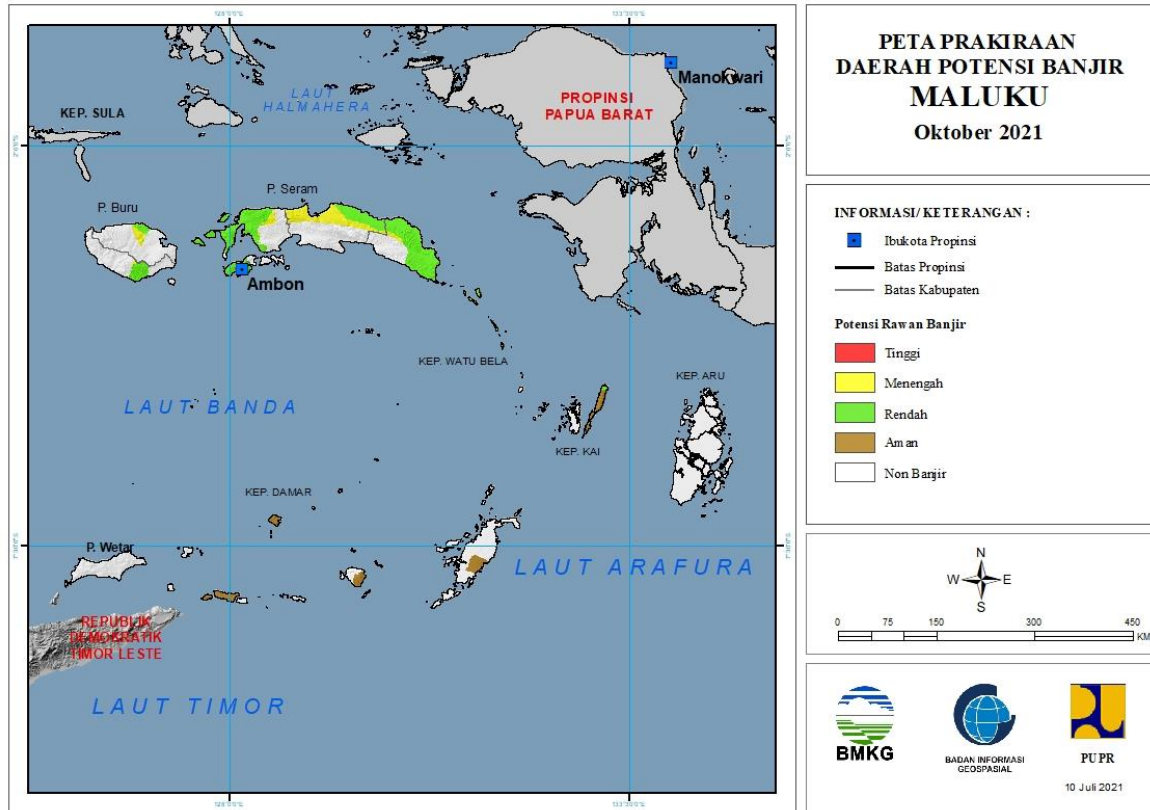 PETA PRAKIRAAN
DAERAH POTENSI BANJIR
MALUKU
Oktober 2021
INFORMASI/ KETERANGAN :
Ibukota Propinsi
Batas Propinsi
Batas Kabupaten
Potensi Rawan Banjir
Tinggi
Menengah
Rendah
Aman
Non Banjir
N
W E
S
0 75 150 300 450
KM
BMKG
BADAN INFORMASI
GEOSPASIAL
PUPR
10 Juli 2021
Manokwari
LAUT
HALMAHERA
PROPINSI
PAPUA BARAT
KEP. SULA
P. Seram
P. Buru
Ambon
KEP. WATU BELA
KEP. ARU
LAUT BANDA
KEP. KAI
KEP. DAMAR
P. Wetar
LAUT ARAFURA
REPUBLIK
DEMOKRATIK
TIMOR LESTE
LAUT TIMOR